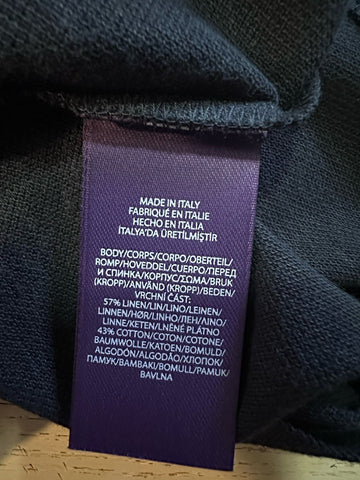 MADE IN ITALY
FABRIQUÉ EN ITALIE
HECHO EN ITALIA
İTALYA'DA ÜRETİLMİŞTİR
BODY/CORPS/CORPO/OBERTEIL/
ROMP/HOVEDDEL/CUERPO/ПЕРЕД
И СПИНКА/КОРПУС/ΣΩΜΑ/BRUK
(KROPP)/ANVÄND (KROPP)/BEDEN/
VRCHNÍ ČÁST:
57% LINEN/LIN/LINO/LEINEN/
LINNEN/HØR/LINHO/ЛЕН/ΛΙΝΟ/
LINNE/KETEN/LNĚNÉ PLÁTNO
43% COTTON/COTON/COTONE/
BAUMWOLLE/KATOEN/BOMULD/
ALGODÓN/ALGODÃO/ХЛОПОК/
ПАМУК/ΒΑΜΒΑΚΙ/BOMULL/PAMUK/
BAVLNA